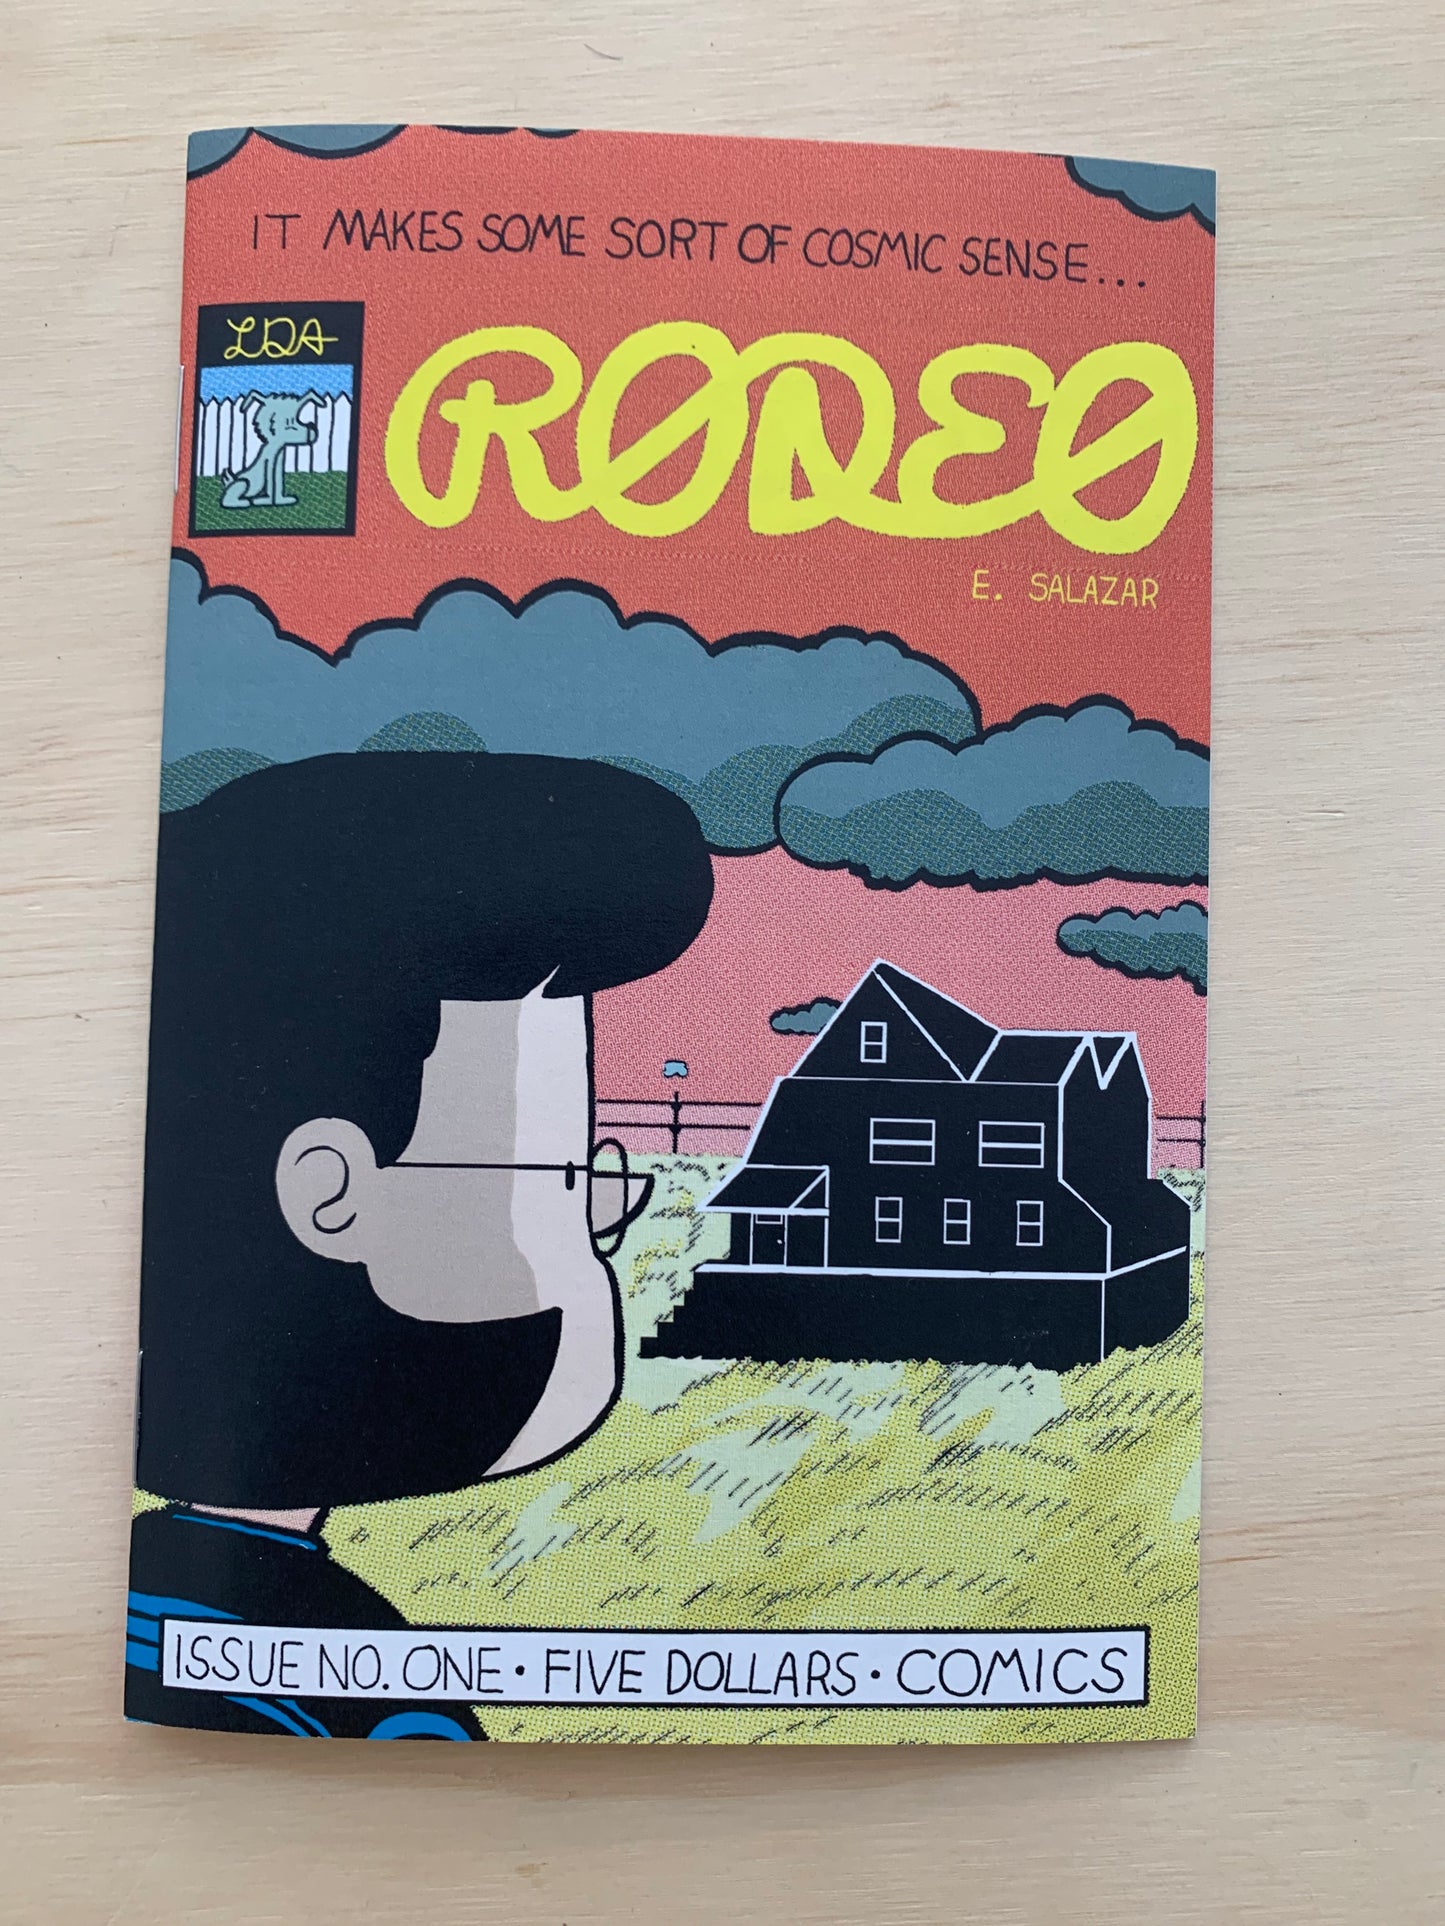 IT MAKES SOME SORT OF COSMIC SENSE...
LDA
RODEO
E. SALAZAR
ISSUE NO. ONE • FIVE DOLLARS • COMICS